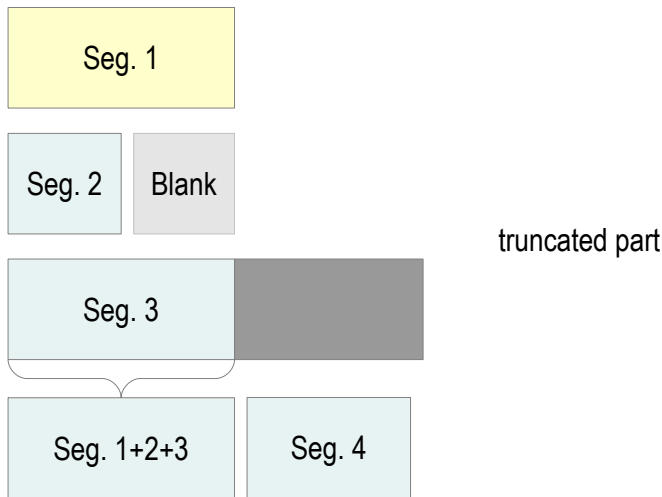 Seg. 1
Seg. 2
Blank
truncated part
Seg. 3
Seg. 1+2+3
Seg. 4